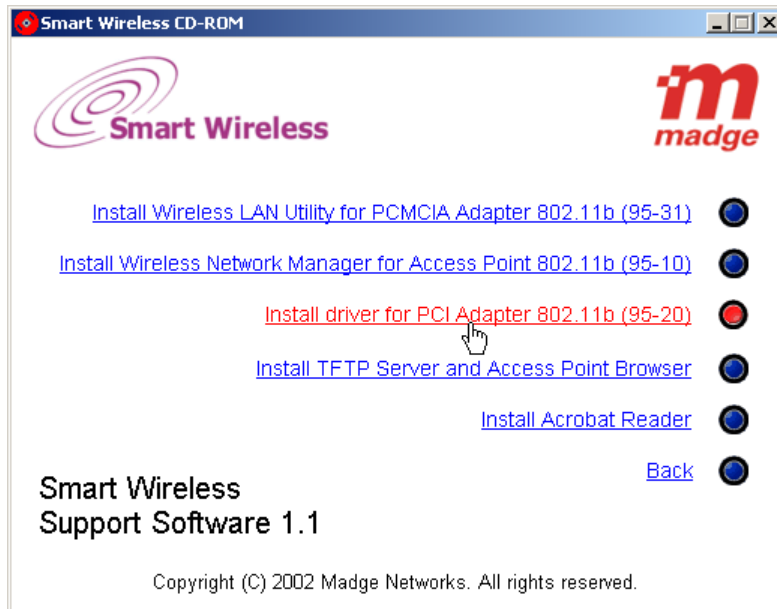 Smart Wireless CD-ROM
Smart Wireless
madge
Install Wireless LAN Utility for PCMCIA Adapter 802.11b (95-31)
Install Wireless Network Manager for Access Point 802.11b (95-10)
Install driver for PCI Adapter 802.11b (95-20)
Install TFTP Server and Access Point Browser
Install Acrobat Reader
Back
Smart Wireless
Support Software 1.1
Copyright (C) 2002 Madge Networks. All rights reserved.